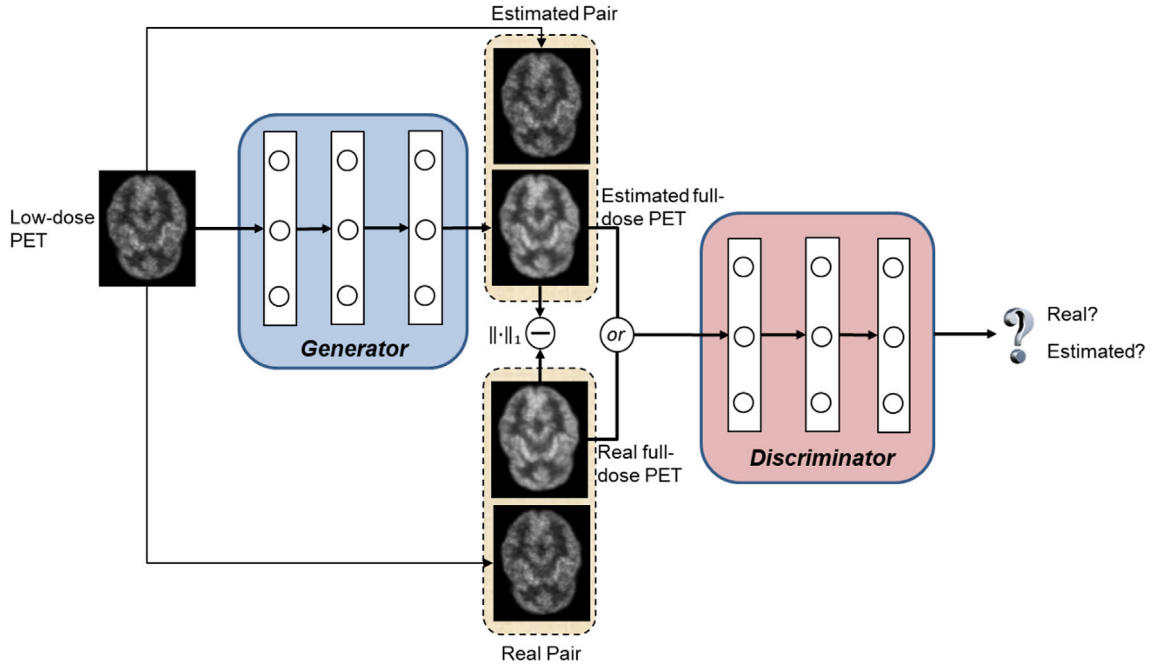 Estimated Pair
Low-dose
PET
Generator
Estimated full-
dose PET
‖·‖₁
or
Real?
Estimated?
Discriminator
Real full-
dose PET
Real Pair